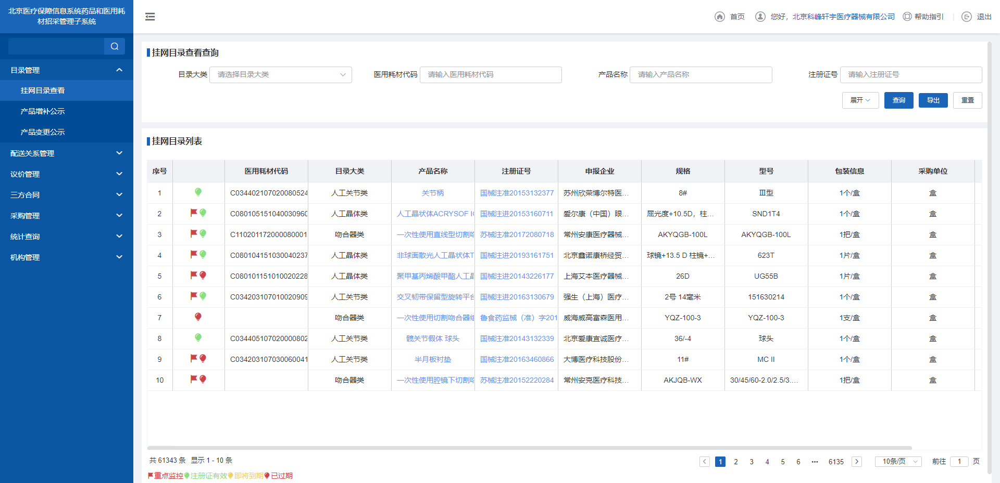 北京医疗保障信息系统药品和医用耗
材招采管理子系统
首页 您好，北京科峰轩宇医疗器械有限公司 帮助指引 退出
目录管理
挂网目录查看
产品增补公示
产品变更公示
配送关系管理
议价管理
三方合同
采购管理
统计查询
机构管理
挂网目录查看查询
目录大类 请选择目录大类 医用耗材代码 请输入医用耗材代码 产品名称 请输入产品名称 注册证号 请输入注册证号
展开 查询 导出 重置
挂网目录列表
序号 医用耗材代码 目录大类 产品名称 注册证号 申报企业 规格 型号 包装信息 采购单位
1 C034402107020080524 人工关节类 关节柄 国械注准20153132377 苏州欣荣博尔特医... 8# Ⅲ型 1个/盒 盒
2 C080105151040030960 人工晶体类 人工晶状体ACRYSOF 国械注进20153160711 爱尔康（中国）眼... 屈光度+10.5D，柱... SND1T4 1个/盒 盒
3 C110201172000080001 吻合器类 一次性使用直线型切割吻 苏械注准20172080718 常州安康医疗器械... AKYQGB-100L AKYQGB-100L 1把/盒 盒
4 C080104151030040237 人工晶体类 非球面散光人工晶状体T 国械注进20193161751 北京鑫诺康桥经贸... 球镜+13.5 D 柱镜+... 623T 1片/盒 盒
5 C080101151010020228 人工晶体类 聚甲基丙烯酸甲酯人工晶 国械注进20143226177 上海艾本医疗器械... 26D UG55B 1片/盒 盒
6 C034203107010020909 人工关节类 交叉韧带保留型旋转平台 国械注进20163130679 强生（上海）医疗... 2号 14毫米 151630214 1个/盒 盒
7 吻合器类 一次性使用切割吻合器组 鲁食药监械（准）字201 威海威高富森医用... YQZ-100-3 YQZ-100-3 1支/盒 盒
8 C034405107020000802 人工关节类 髋关节假体 球头 国械注准20143132339 北京爱康宜诚医疗... 36/-4 球头 1个/盒 盒
9 C034203107030060041 人工关节类 半月板衬垫 国械注准20163460866 大博医疗科技股份... 11# MC II 1个/盒 盒
10 吻合器类 一次性使用腔镜下切割吻 苏械注准20152220284 常州安克医疗科技... AKJQB-WX 30/45/60-2.0/2.5/3.... 1把/盒 盒
共 61343 条 显示 1 - 10 条
1 2 3 4 5 6 ••• 6135 10条/页 前往 1 页
重点监控 注册证有效 即将到期 已过期